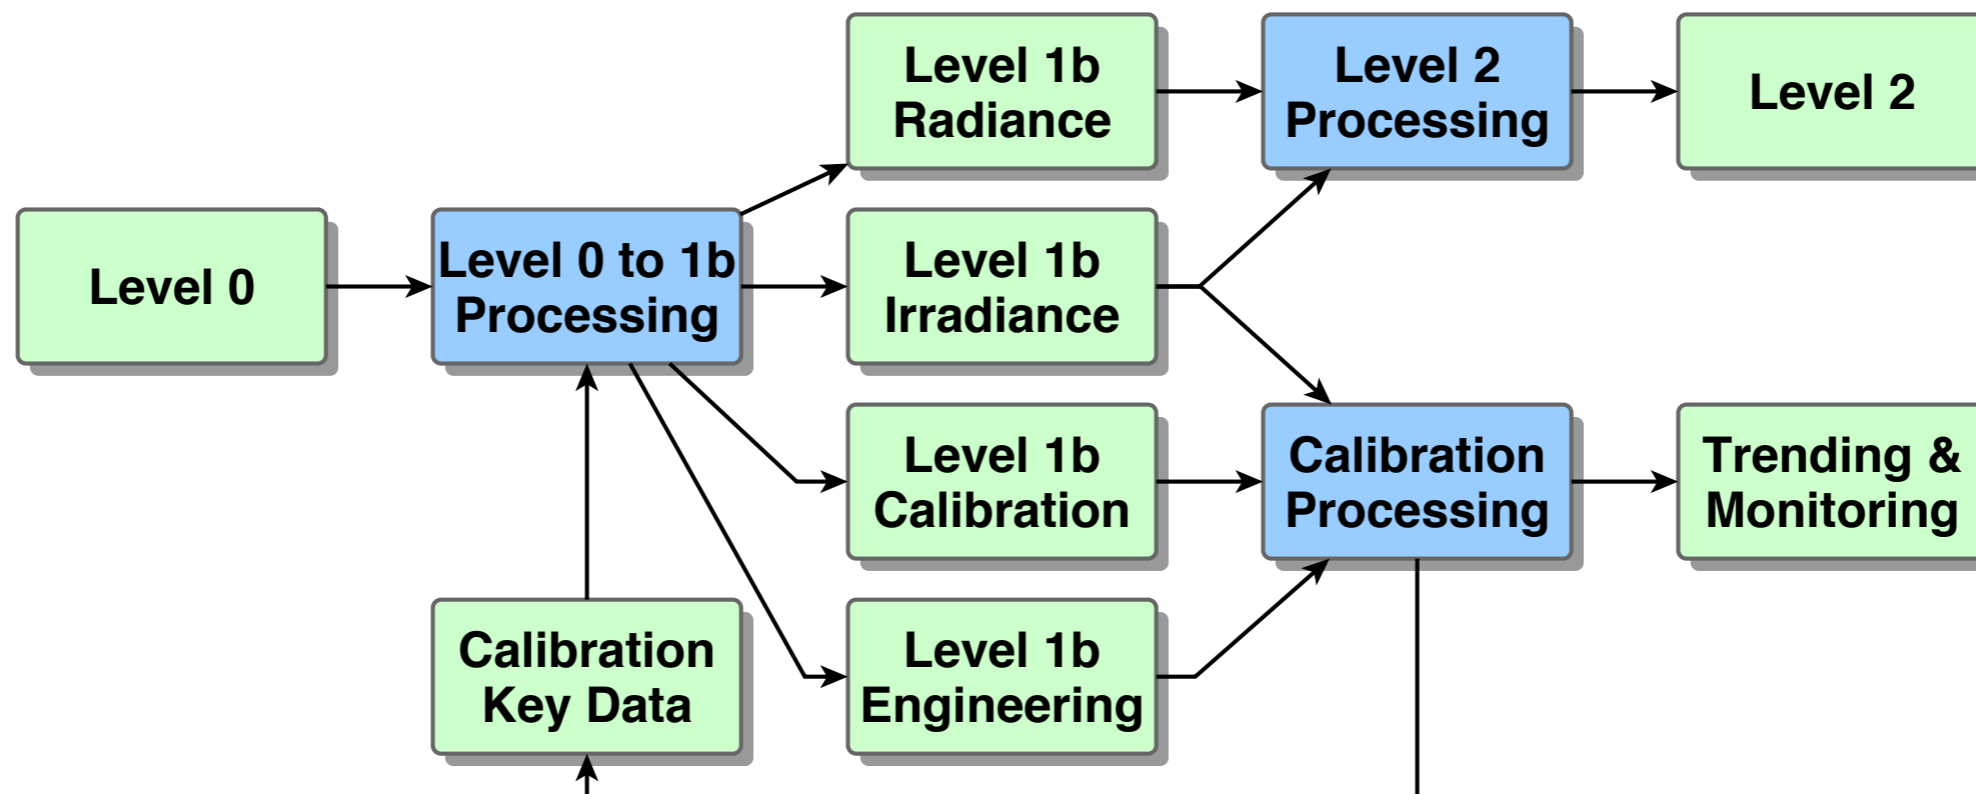 Level 0
Level 0 to 1b
Processing
Calibration
Key Data
Level 1b
Radiance
Level 1b
Irradiance
Level 1b
Calibration
Level 1b
Engineering
Level 2
Processing
Calibration
Processing
Level 2
Trending &
Monitoring